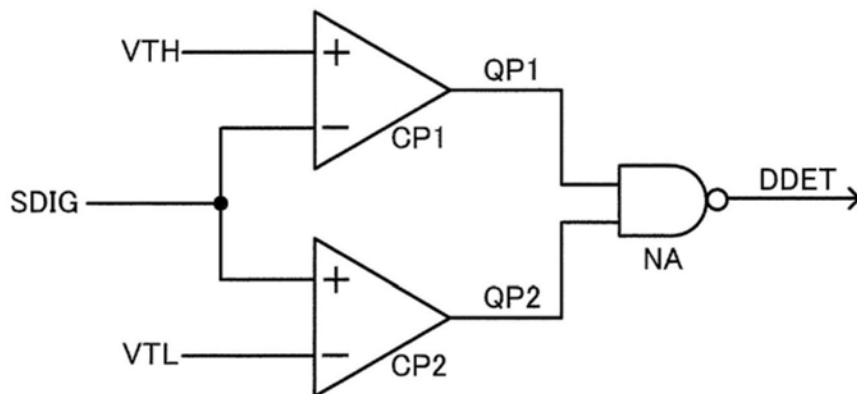 VTH
+
−
CP1
QP1
SDIG
+
−
CP2
QP2
VTL
NA
DDET